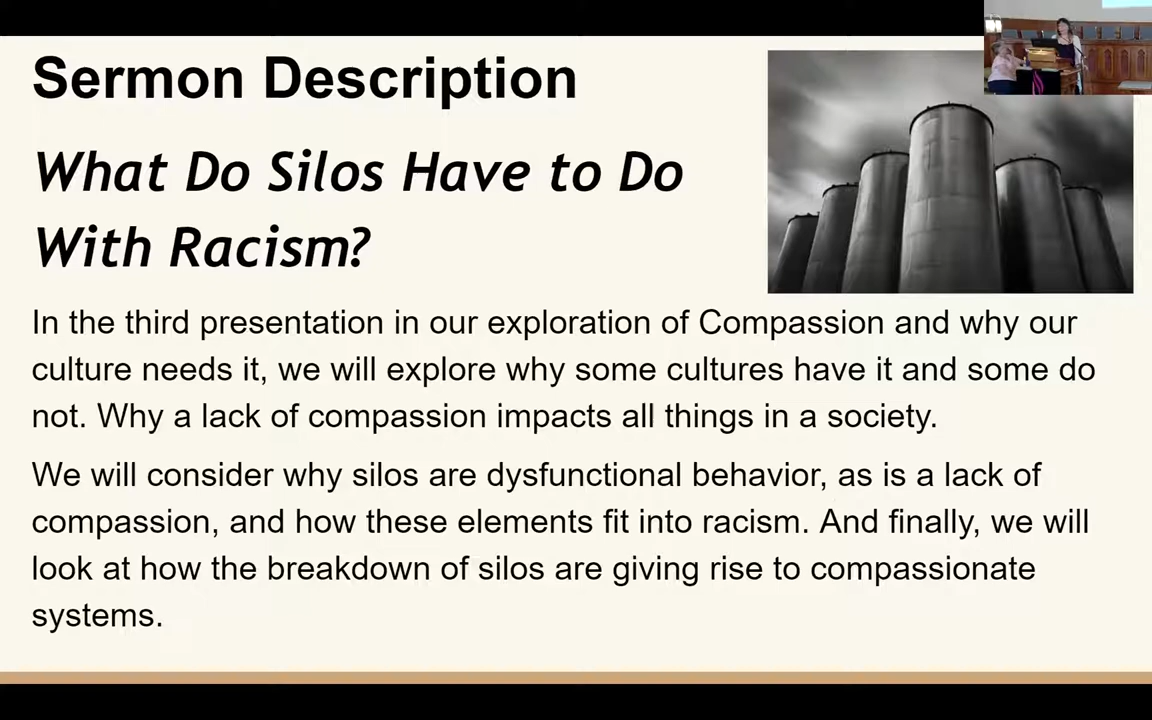 Sermon Description
What Do Silos Have to Do
With Racism?
In the third presentation in our exploration of Compassion and why our
culture needs it, we will explore why some cultures have it and some do
not. Why a lack of compassion impacts all things in a society.
We will consider why silos are dysfunctional behavior, as is a lack of
compassion, and how these elements fit into racism. And finally, we will
look at how the breakdown of silos are giving rise to compassionate
systems.